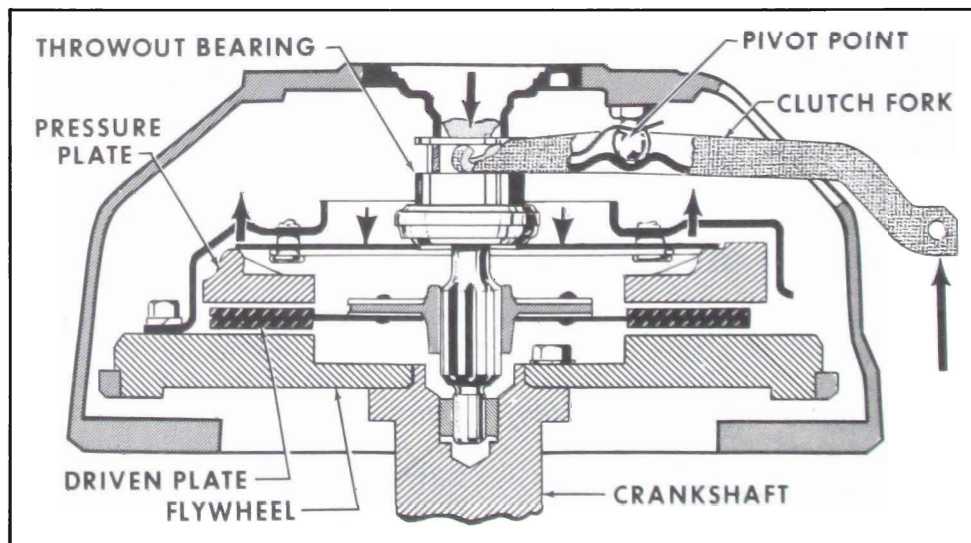 THROWOUT BEARING
PIVOT POINT
CLUTCH FORK
PRESSURE
PLATE
DRIVEN PLATE
FLYWHEEL
CRANKSHAFT